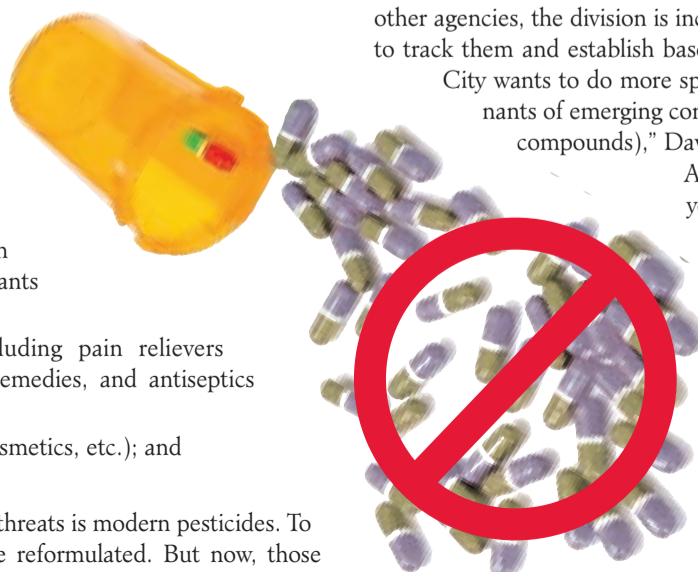 n
ants
luding pain relievers
emedies, and antiseptics
smetics, etc.); and
threats is modern pesticides. To
e reformulated. But now, those
other agencies, the division is inc
to track them and establish base
City wants to do more sp
nants of emerging con
compounds),” Dav
A
y